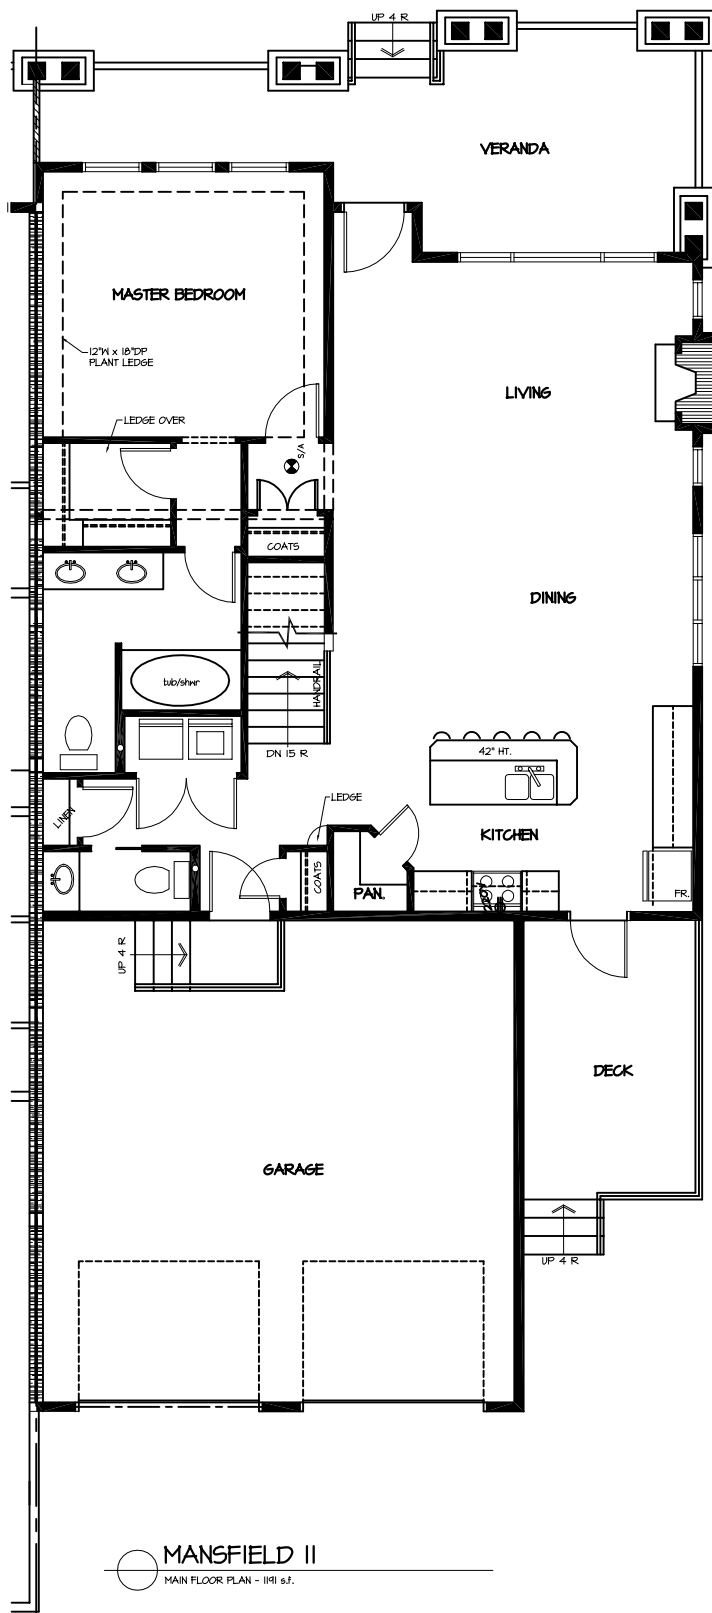 UP 4 R
VERANDA
MASTER BEDROOM
12"W x 18"DP
PLANT LEDGE
LIVING
LEDGE OVER
S/A
COATS
DINING
tub/shwr
HANDRAIL
DN 15 R
42" HT.
LEDGE
LINEN
KITCHEN
COATS
PAN.
FR.
UP 4 R
DECK
GARAGE
UP 4 R
MANSFIELD II
MAIN FLOOR PLAN - 1191 s.f.